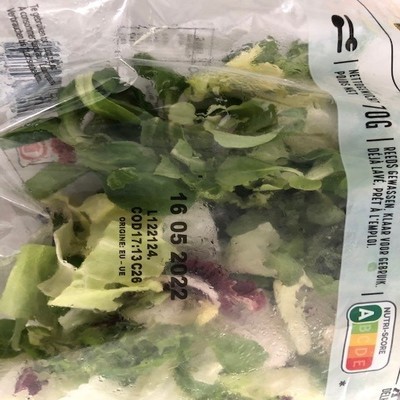 NETTOGEWICHT
POIDS NET
70G
REEDS GEWASSEN, KLAAR VOOR GEBRUIK.
DÉJÀ LAVÉ, PRÊT À L'EMPLOI.
16 05 2022
L122124,
COD17:13C26
ORIGINE: EU - UE
NUTRI-SCORE
A B C D E